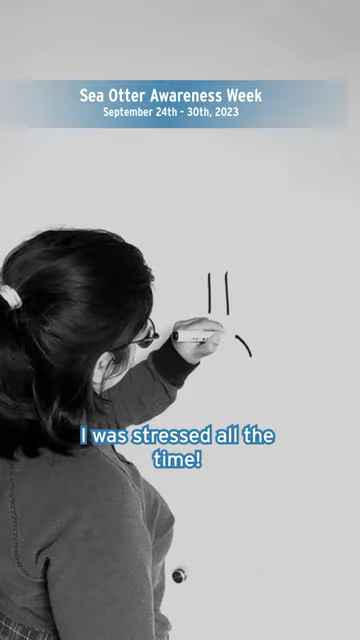 Sea Otter Awareness Week
September 24th - 30th, 2023
I was stressed all the
time!